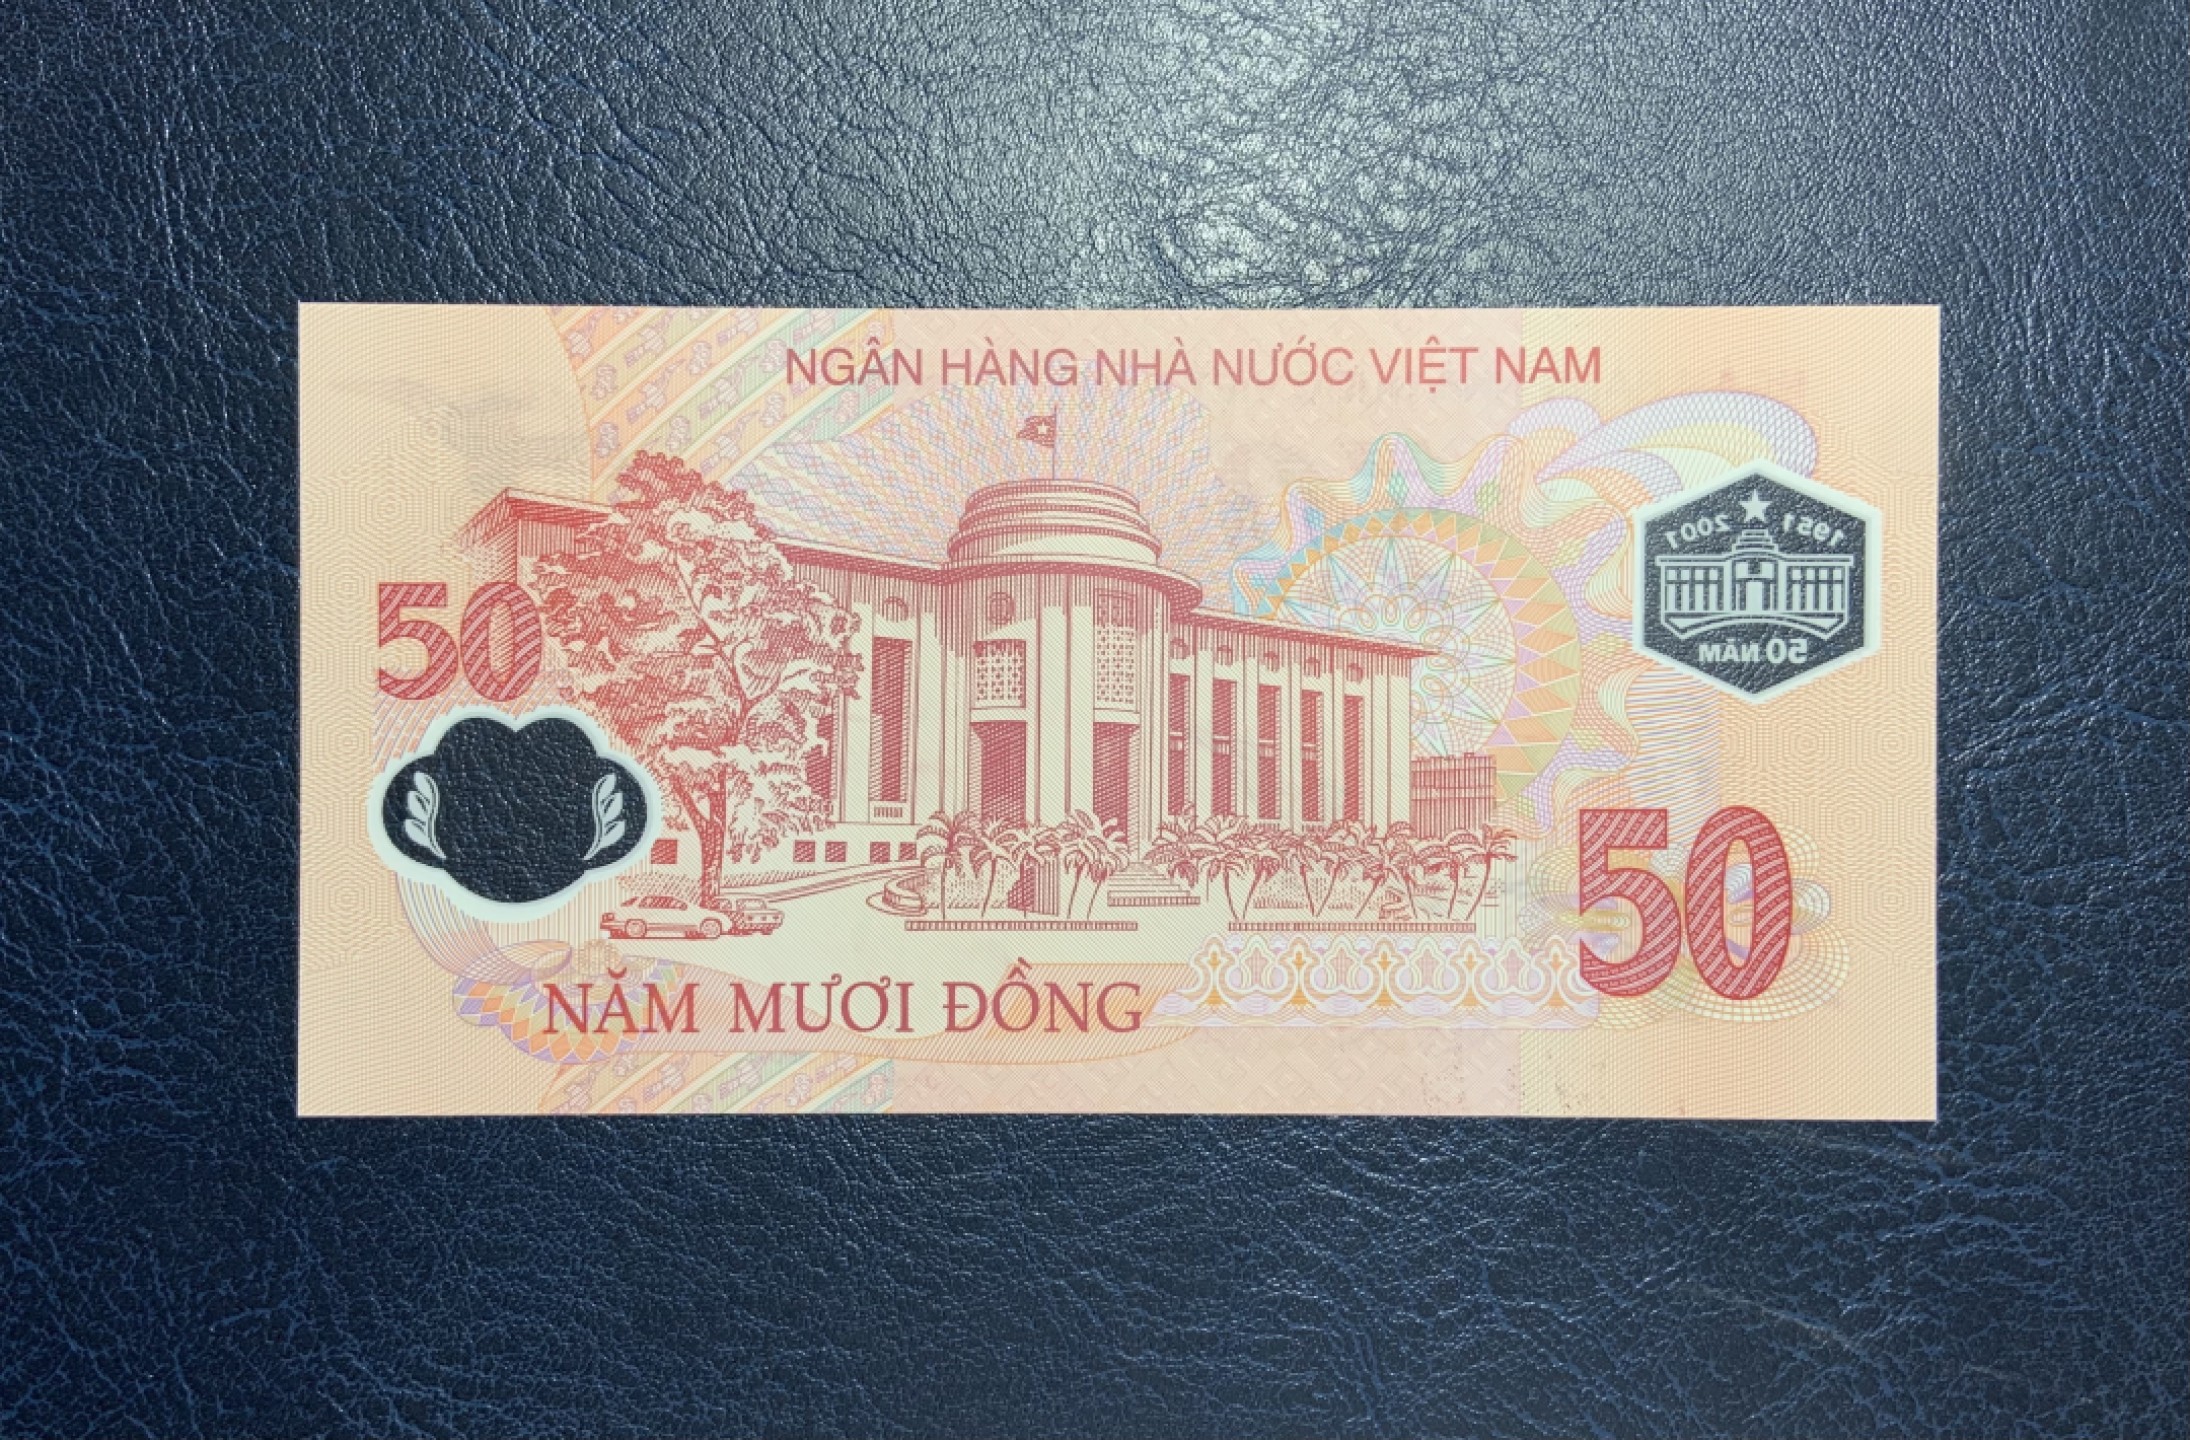 NGÂN HÀNG NHÀ NƯỚC VIỆT NAM
1951 2001
50
50 NĂM
50
NĂM MƯƠI ĐỒNG